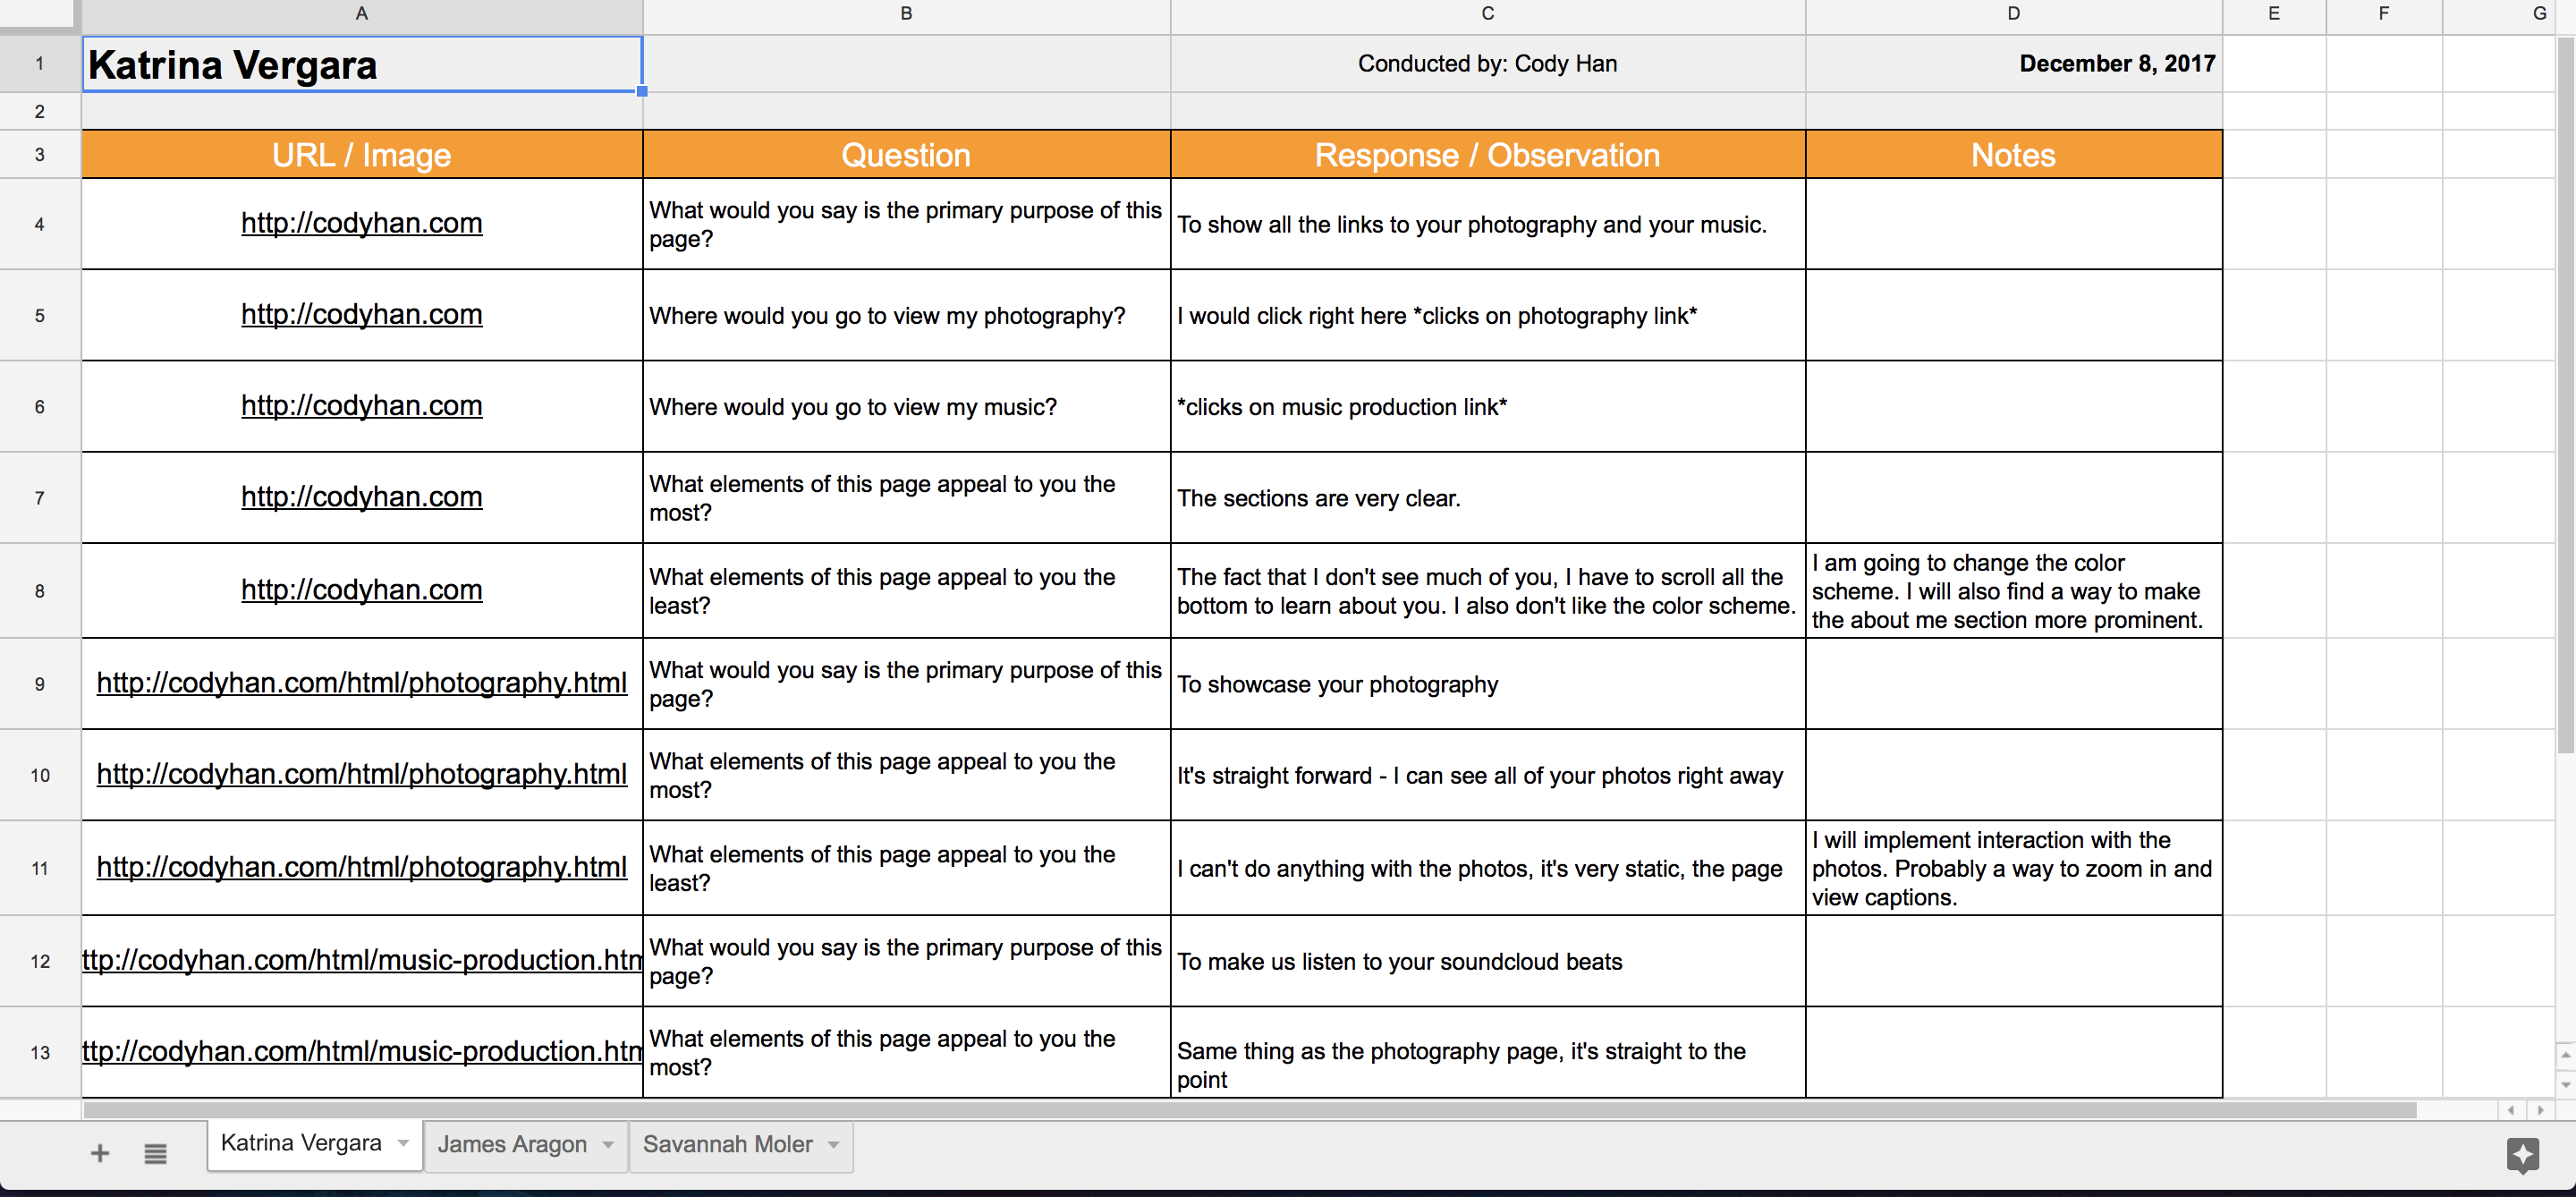 A B C D E F G
1 Katrina Vergara Conducted by: Cody Han December 8, 2017
2
3 URL / Image Question Response / Observation Notes
4 http://codyhan.com What would you say is the primary purpose of this
page? To show all the links to your photography and your music.
5 http://codyhan.com Where would you go to view my photography? I would click right here *clicks on photography link*
6 http://codyhan.com Where would you go to view my music? *clicks on music production link*
7 http://codyhan.com What elements of this page appeal to you the
most? The sections are very clear.
8 http://codyhan.com What elements of this page appeal to you the
least? The fact that I don't see much of you, I have to scroll all the
bottom to learn about you. I also don't like the color scheme.
I am going to change the color
scheme. I will also find a way to make
the about me section more prominent.
9 http://codyhan.com/html/photography.html What would you say is the primary purpose of this
page? To showcase your photography
10 http://codyhan.com/html/photography.html What elements of this page appeal to you the
most? It's straight forward - I can see all of your photos right away
11 http://codyhan.com/html/photography.html What elements of this page appeal to you the
least? I can't do anything with the photos, it's very static, the page
I will implement interaction with the
photos. Probably a way to zoom in and
view captions.
12 ttp://codyhan.com/html/music-production.htm What would you say is the primary purpose of this
page? To make us listen to your soundcloud beats
13 ttp://codyhan.com/html/music-production.htm What elements of this page appeal to you the
most? Same thing as the photography page, it's straight to the
point
Katrina Vergara James Aragon Savannah Moler